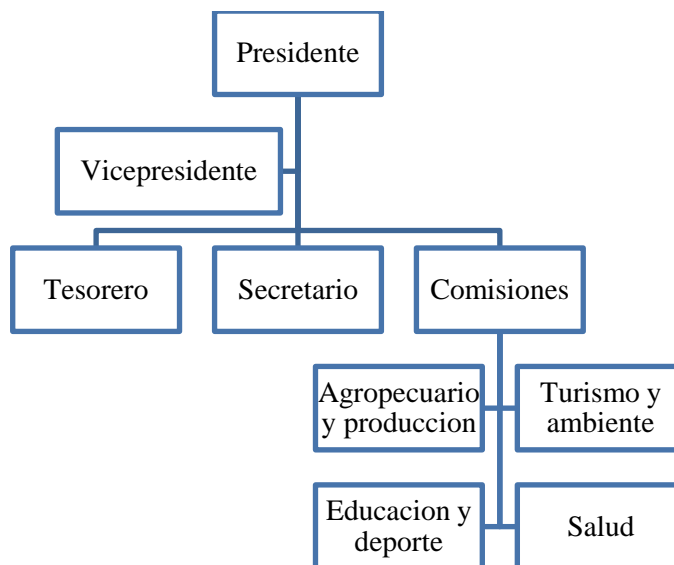 Presidente
Vicepresidente
Tesorero
Secretario
Comisiones
Agropecuario
y produccion
Turismo y
ambiente
Educacion y
deporte
Salud